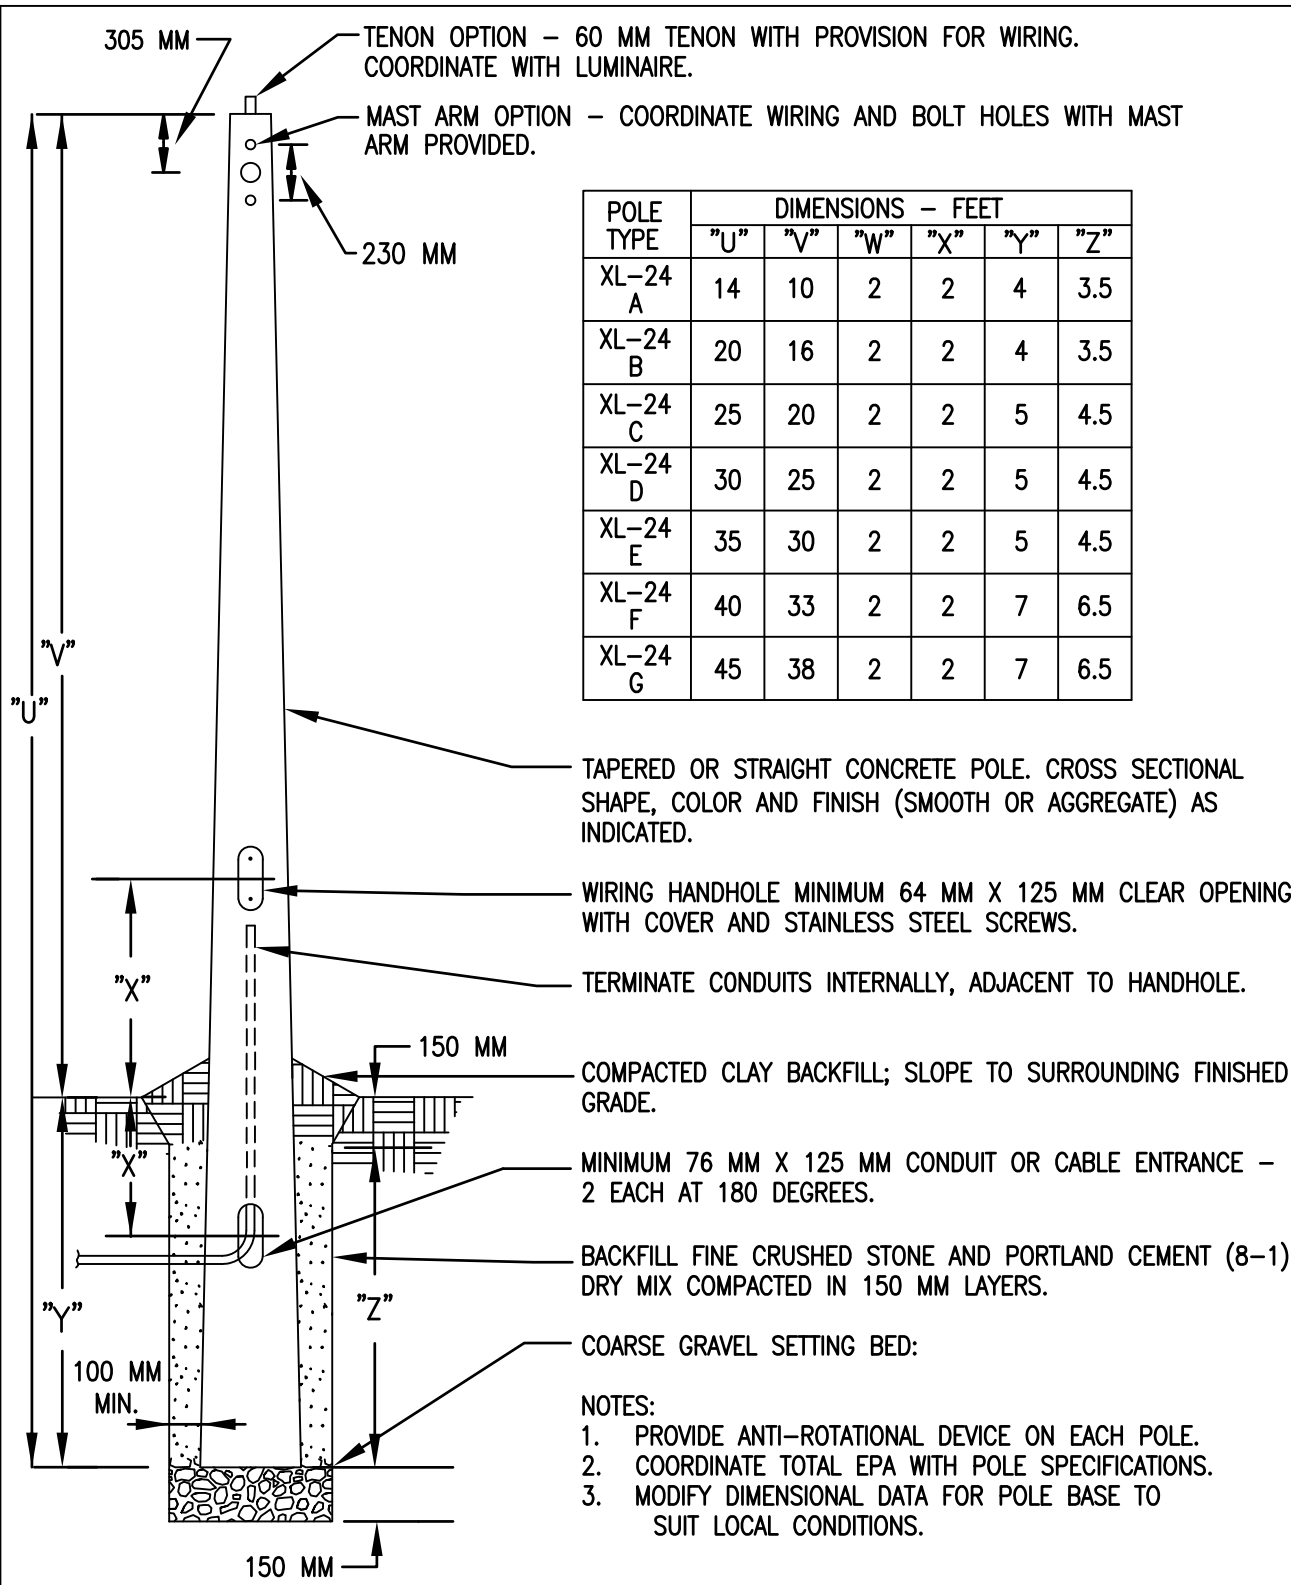 305 MM
TENON OPTION – 60 MM TENON WITH PROVISION FOR WIRING.
COORDINATE WITH LUMINAIRE.
MAST ARM OPTION – COORDINATE WIRING AND BOLT HOLES WITH MAST
ARM PROVIDED.
230 MM
POLE TYPE DIMENSIONS – FEET
"U" "V" "W" "X" "Y" "Z"
XL–24 A 14 10 2 2 4 3.5
XL–24 B 20 16 2 2 4 3.5
XL–24 C 25 20 2 2 5 4.5
XL–24 D 30 25 2 2 5 4.5
XL–24 E 35 30 2 2 5 4.5
XL–24 F 40 33 2 2 7 6.5
XL–24 G 45 38 2 2 7 6.5
"V"
"U"
TAPERED OR STRAIGHT CONCRETE POLE. CROSS SECTIONAL
SHAPE, COLOR AND FINISH (SMOOTH OR AGGREGATE) AS
INDICATED.
WIRING HANDHOLE MINIMUM 64 MM X 125 MM CLEAR OPENING
WITH COVER AND STAINLESS STEEL SCREWS.
"X"
TERMINATE CONDUITS INTERNALLY, ADJACENT TO HANDHOLE.
150 MM
COMPACTED CLAY BACKFILL; SLOPE TO SURROUNDING FINISHED
GRADE.
"X"
MINIMUM 76 MM X 125 MM CONDUIT OR CABLE ENTRANCE –
2 EACH AT 180 DEGREES.
BACKFILL FINE CRUSHED STONE AND PORTLAND CEMENT (8–1)
DRY MIX COMPACTED IN 150 MM LAYERS.
"Y"
"Z"
COARSE GRAVEL SETTING BED:
100 MM
MIN.
NOTES:
1. PROVIDE ANTI–ROTATIONAL DEVICE ON EACH POLE.
2. COORDINATE TOTAL EPA WITH POLE SPECIFICATIONS.
3. MODIFY DIMENSIONAL DATA FOR POLE BASE TO
SUIT LOCAL CONDITIONS.
150 MM